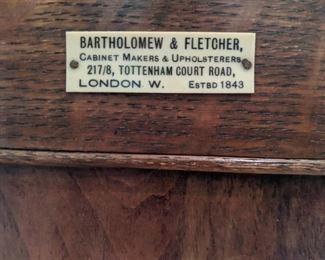 BARTHOLOMEW & FLETCHER,
CABINET MAKERS & UPHOLSTERERS
217/8, TOTTENHAM COURT ROAD,
LONDON. W. ESTBD 1843